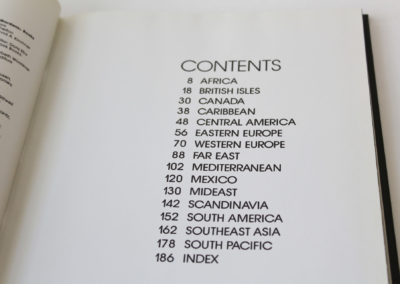 CONTENTS
8 AFRICA
18 BRITISH ISLES
30 CANADA
38 CARIBBEAN
48 CENTRAL AMERICA
56 EASTERN EUROPE
70 WESTERN EUROPE
88 FAR EAST
102 MEDITERRANEAN
120 MEXICO
130 MIDEAST
142 SCANDINAVIA
152 SOUTH AMERICA
162 SOUTHEAST ASIA
178 SOUTH PACIFIC
186 INDEX